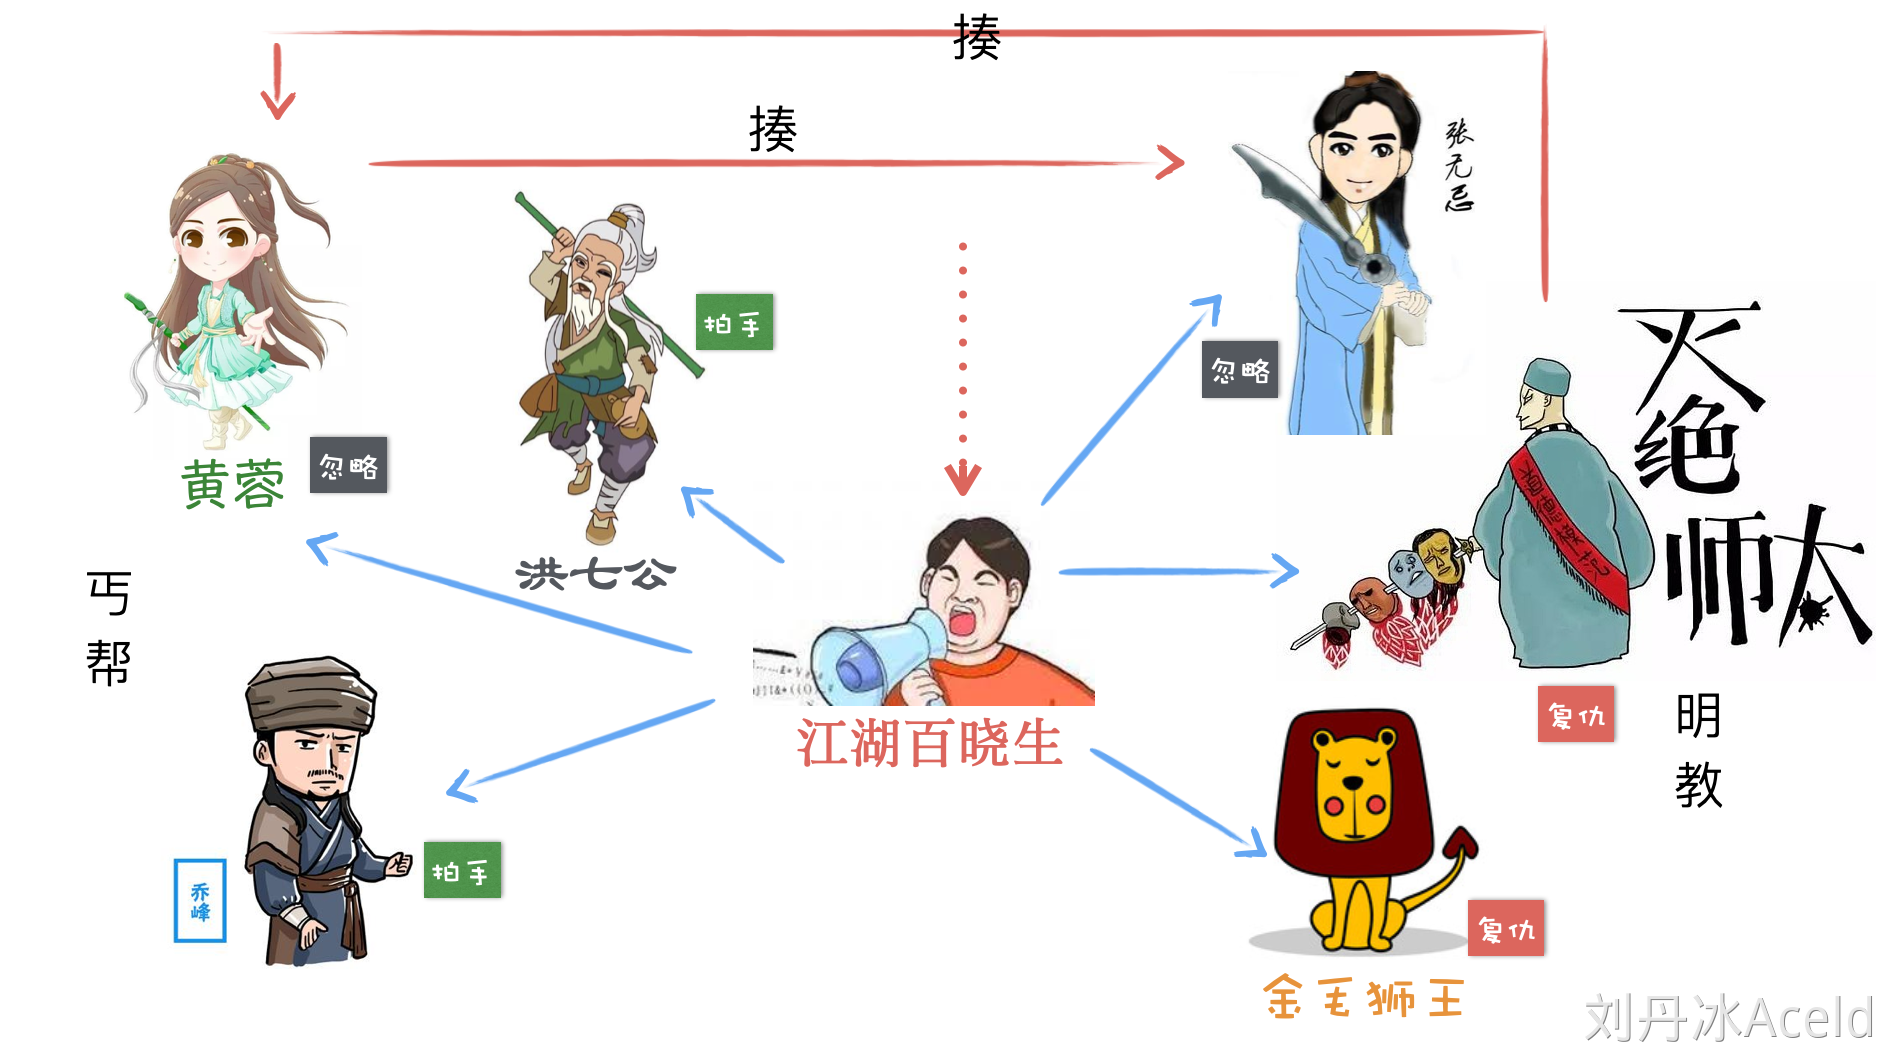 揍
揍
张无忌
拍手
忽略
黄蓉
忽略
洪七公
灭绝师太
丐帮
江湖百晓生
复仇
明教
乔峰
拍手
复仇
金毛狮王
刘丹冰Aceld